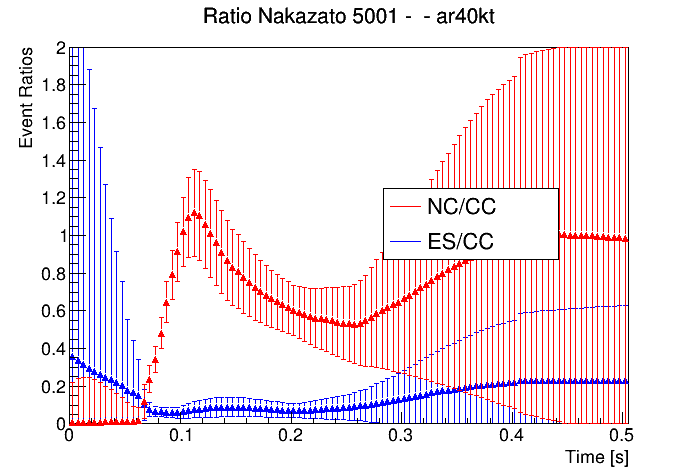 Ratio Nakazato 5001 - - ar40kt
Event Ratios
2
1.8
1.6
1.4
1.2
1
0.8
0.6
0.4
0.2
0
NC/CC
ES/CC
0 0.1 0.2 0.3 0.4 0.5
Time [s]